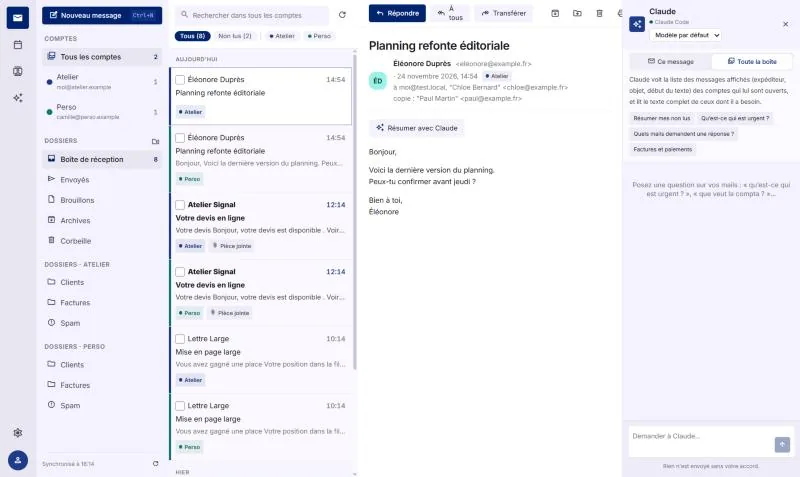 Nouveau message Ctrl+N
COMPTES
Tous les comptes 2
Atelier 1
moi@atelier.example
Perso 1
camille@perso.example
DOSSIERS
Boîte de réception 8
Envoyés
Brouillons
Archives
Corbeille
DOSSIERS · ATELIER
Clients
Factures
Spam
DOSSIERS · PERSO
Clients
Factures
Spam
Synchronisé à 16:14
Rechercher dans tous les comptes
Tous (8) Non lus (2) Atelier Perso
AUJOURD'HUI
Éléonore Duprès 14:54
Planning refonte éditoriale
Atelier
Éléonore Duprès 14:54
Planning refonte éditoriale
Bonjour, Voici la dernière version du planning. Peux...
Perso
Atelier Signal 12:14
Votre devis en ligne
Votre devis Bonjour, votre devis est disponible . Voir...
Atelier Pièce jointe
Atelier Signal 12:14
Votre devis en ligne
Votre devis Bonjour, votre devis est disponible . Voir...
Perso Pièce jointe
Lettre Large 10:14
Mise en page large
Vous avez gagné une place Votre position dans la fil...
Atelier
Lettre Large 10:14
Mise en page large
Vous avez gagné une place Votre position dans la fil...
Perso
HIER
Répondre À tous Transférer
Planning refonte éditoriale
ÉD
Éléonore Duprès <eleonore@example.fr>
· 24 novembre 2026, 14:54 Atelier
à moi@test.local, "Chloe Bernard" <chloe@example.fr>
copie : "Paul Martin" <paul@example.fr>
Résumer avec Claude
Bonjour,
Voici la dernière version du planning.
Peux-tu confirmer avant jeudi ?
Bien à toi,
Éléonore
Claude
Claude Code
Modèle par défaut
Ce message Toute la boîte
Claude voit la liste des messages affichés (expéditeur,
objet, début du texte) des comptes qui lui sont ouverts,
et lit le texte complet de ceux dont il a besoin.
Résumer mes non lus Qu'est-ce qui est urgent ?
Quels mails demandent une réponse ?
Factures et paiements
Posez une question sur vos mails : « qu'est-ce qui
est urgent ? », « que veut la compta ? »...
Demander à Claude...
Rien n'est envoyé sans votre accord.